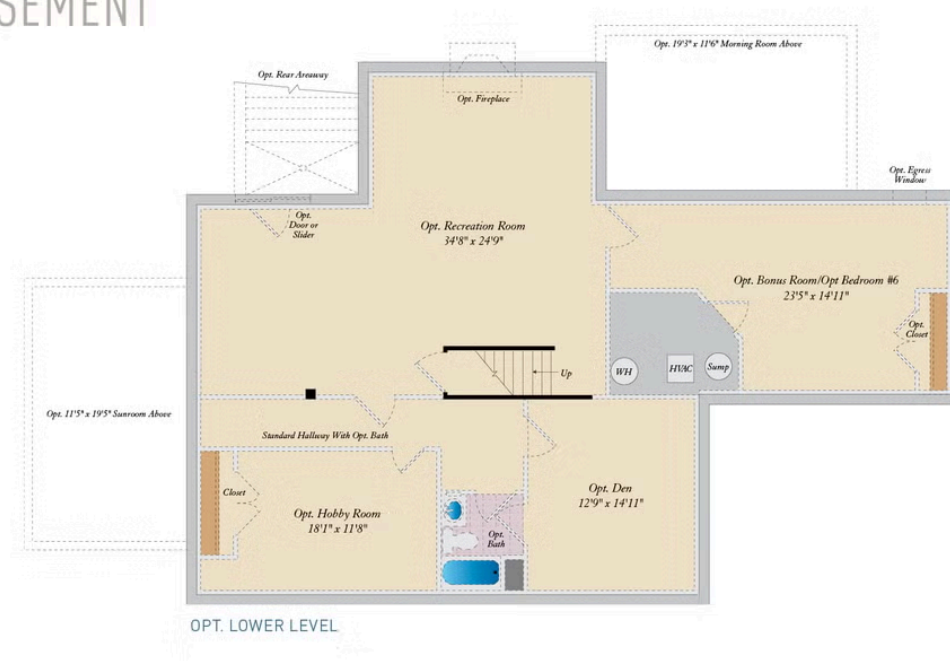 SEMENT
Opt. 19'3" x 11'6" Morning Room Above
Opt. Rear Areaway
Opt. Fireplace
Opt. Egress
Window
Opt.
Door or
Slider
Opt. Recreation Room
34'8" x 24'9"
Opt. Bonus Room/Opt Bedroom #6
23'5" x 14'11"
Opt.
Closet
WH
HVAC
Sump
Up
Opt. 11'5" x 19'5" Sunroom Above
Standard Hallway With Opt. Bath
Closet
Opt. Hobby Room
18'1" x 11'8"
Opt. Den
12'9" x 14'11"
Opt.
Bath
OPT. LOWER LEVEL